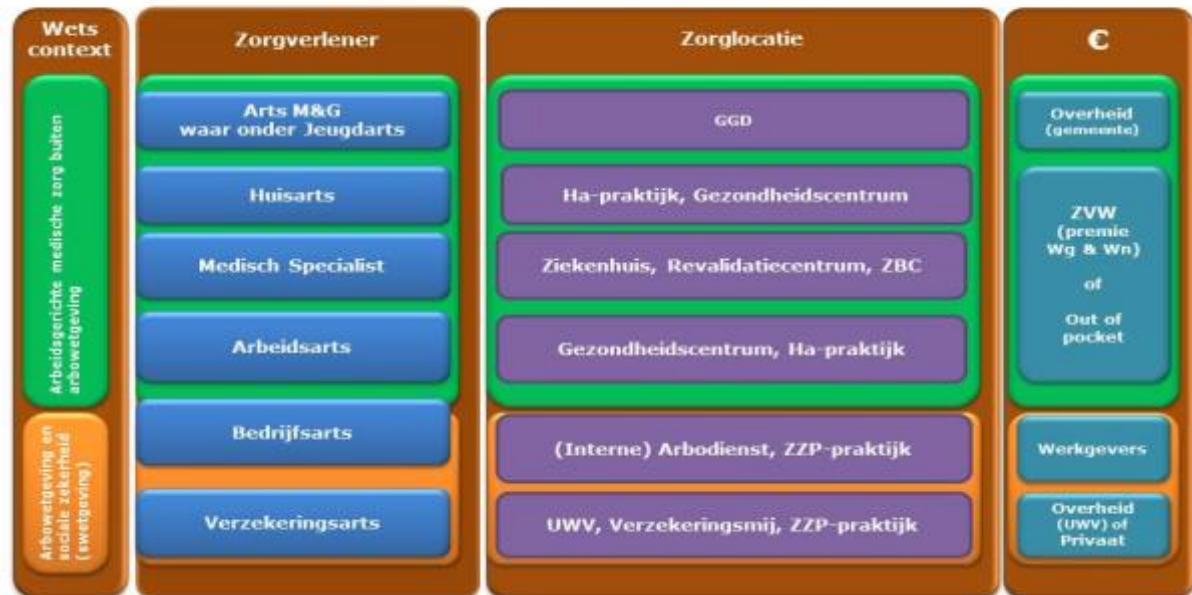 Wets
context
Zorgverlener
Zorglocatie
€
Arbeidsgerichte medische zorg buiten
arbowetgeving
Arts M&G
waar onder Jeugdarts
GGD
Overheid
(gemeente)
Huisarts
Ha-praktijk, Gezondheidscentrum
ZVW
(premie
Wg & Wn)
of
Out of
pocket
Medisch Specialist
Ziekenhuis, Revalidatiecentrum, ZBC
Arbeidsarts
Gezondheidscentrum, Ha-praktijk
Arbowetgeving en
sociale zekerheid
(swetgeving)
Bedrijfsarts
(Interne) Arbodienst, ZZP-praktijk
Werkgevers
Verzekeringsarts
UWV, Verzekeringsmij, ZZP-praktijk
Overheid
(UWV) of
Privaat